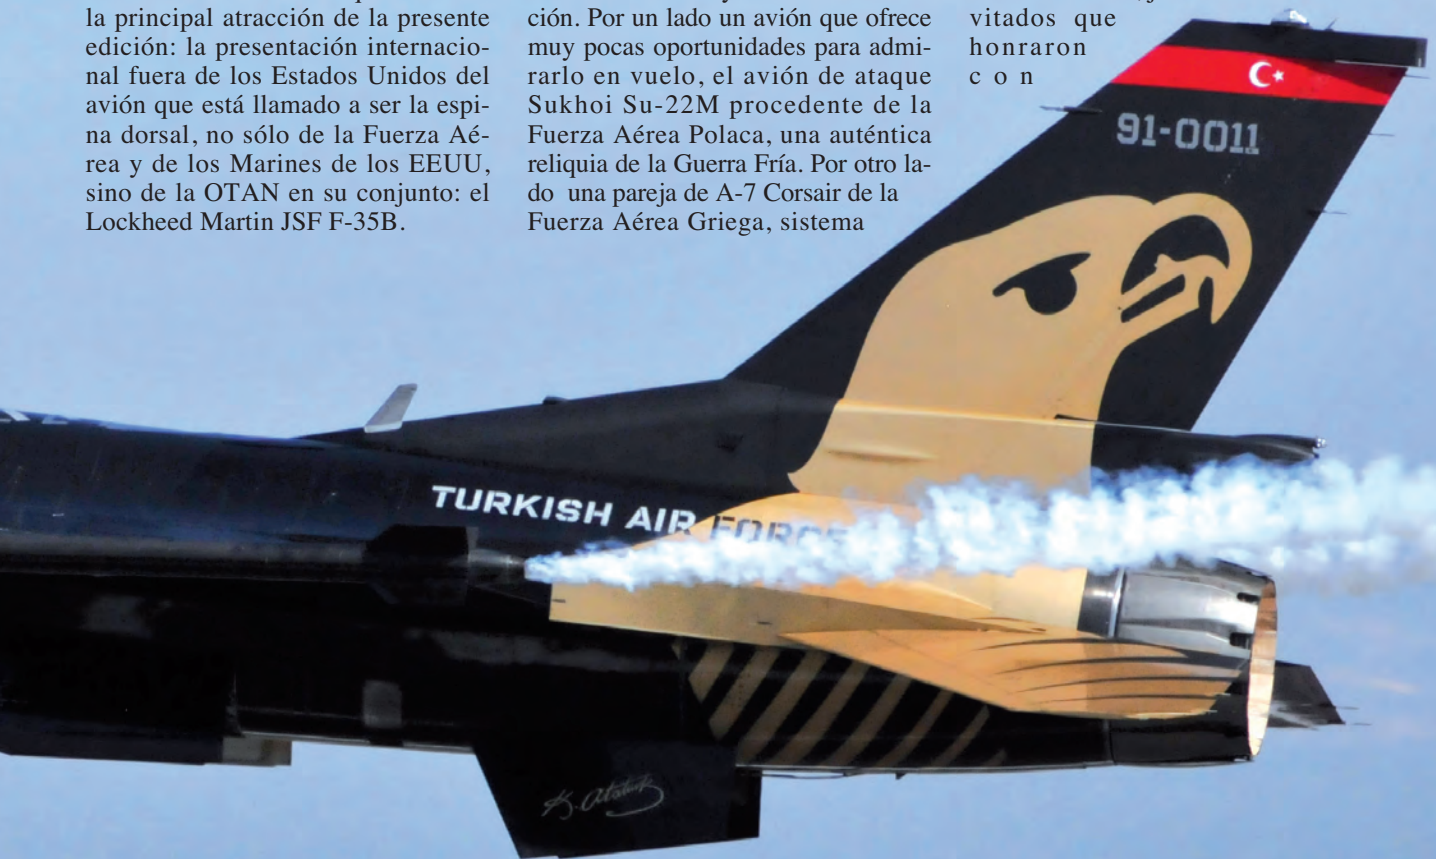 la principal atracción de la presente
edición: la presentación internacio-
nal fuera de los Estados Unidos del
avión que está llamado a ser la espi-
na dorsal, no sólo de la Fuerza Aé-
rea y de los Marines de los EEUU,
sino de la OTAN en su conjunto: el
Lockheed Martin JSF F-35B.
ción. Por un lado un avión que ofrece
muy pocas oportunidades para admi-
rarlo en vuelo, el avión de ataque
Sukhoi Su-22M procedente de la
Fuerza Aérea Polaca, una auténtica
reliquia de la Guerra Fría. Por otro la-
do una pareja de A-7 Corsair de la
Fuerza Aérea Griega, sistema
vitados que
honraron
con
91-0011
TURKISH AIR FORCE
K. Atatürk